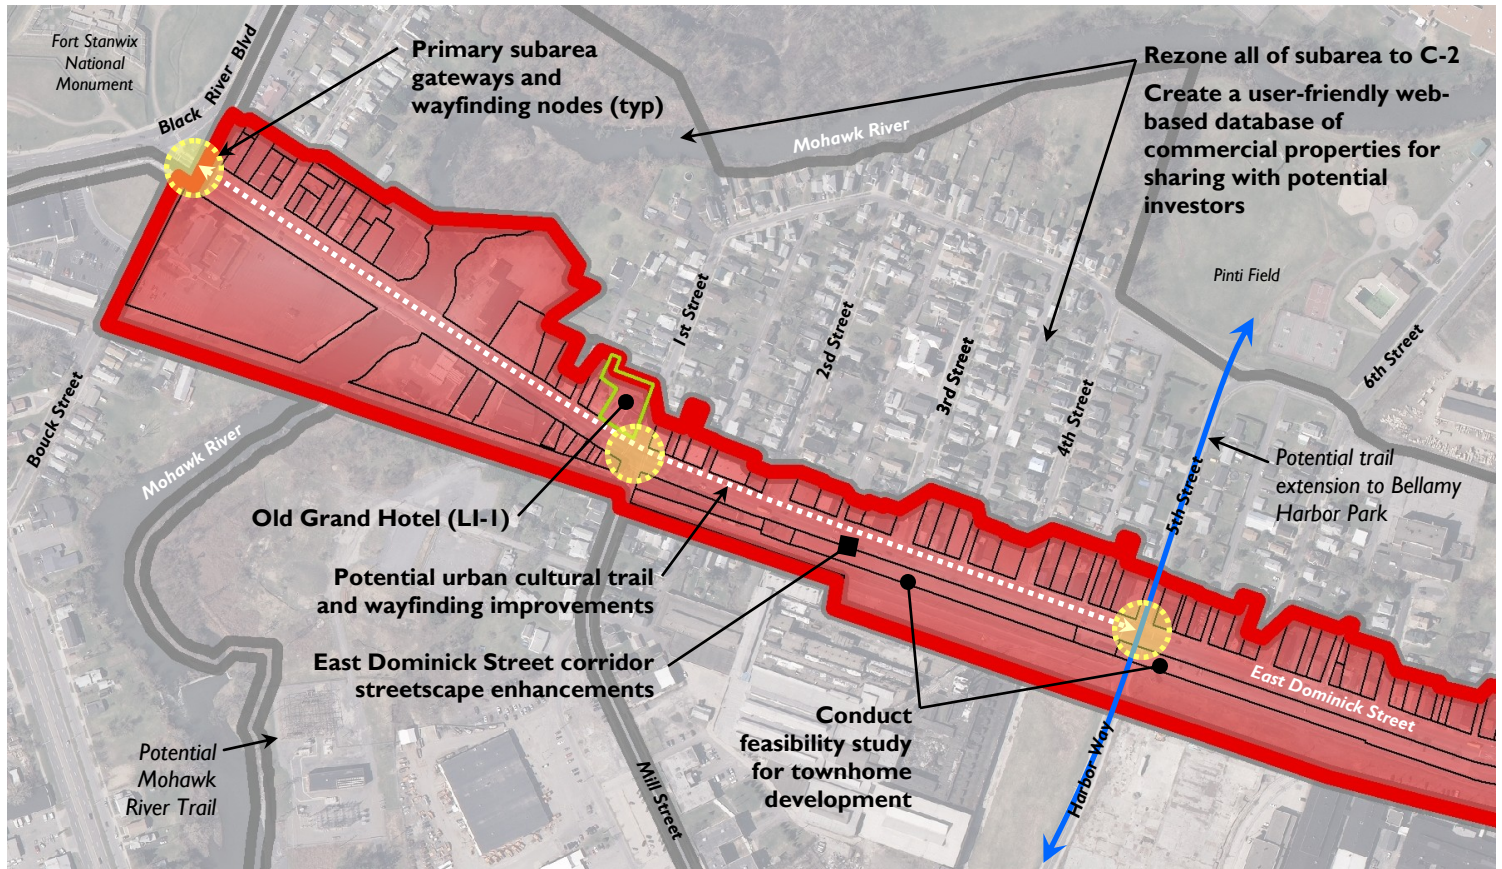 Fort Stanwix
National
Monument
Black River Blvd
Primary subarea
gateways and
wayfinding nodes (typ)
Rezone all of subarea to C-2
Create a user-friendly web-
based database of
commercial properties for
sharing with potential
investors
Mohawk River
Pinti Field
1st Street
2sd Street
3rd Street
4th Street
5th Street
6th Street
Bouck Street
Mohawk River
Potential trail
extension to Bellamy
Harbor Park
Old Grand Hotel (LI-1)
Potential urban cultural trail
and wayfinding improvements
East Dominick Street corridor
streetscape enhancements
East Dominick Street
Conduct
feasibility study
for townhome
development
Potential
Mohawk
River Trail
Mill Street
Harbor Way